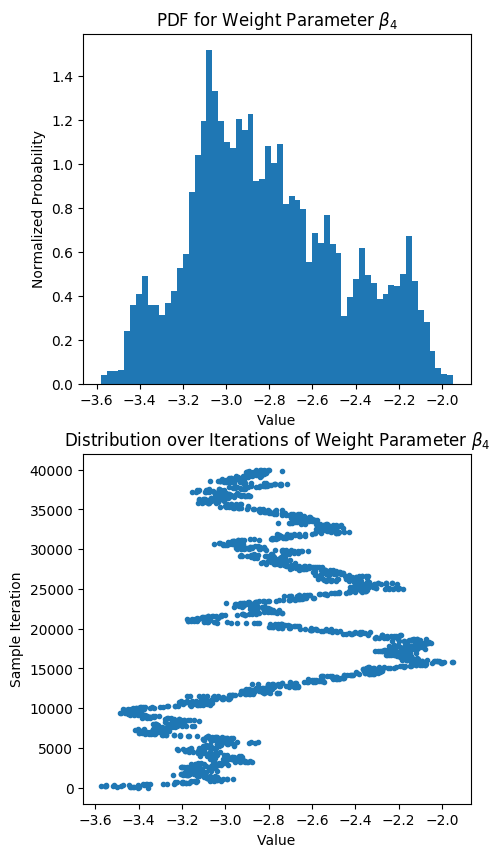 PDF for Weight Parameter β₄
1.4
1.2
1.0
0.8
0.6
0.4
0.2
0.0
Normalized Probability
−3.6 −3.4 −3.2 −3.0 −2.8 −2.6 −2.4 −2.2 −2.0
Value
Distribution over Iterations of Weight Parameter β₄
40000
35000
30000
25000
20000
15000
10000
5000
0
Sample Iteration
−3.6 −3.4 −3.2 −3.0 −2.8 −2.6 −2.4 −2.2 −2.0
Value